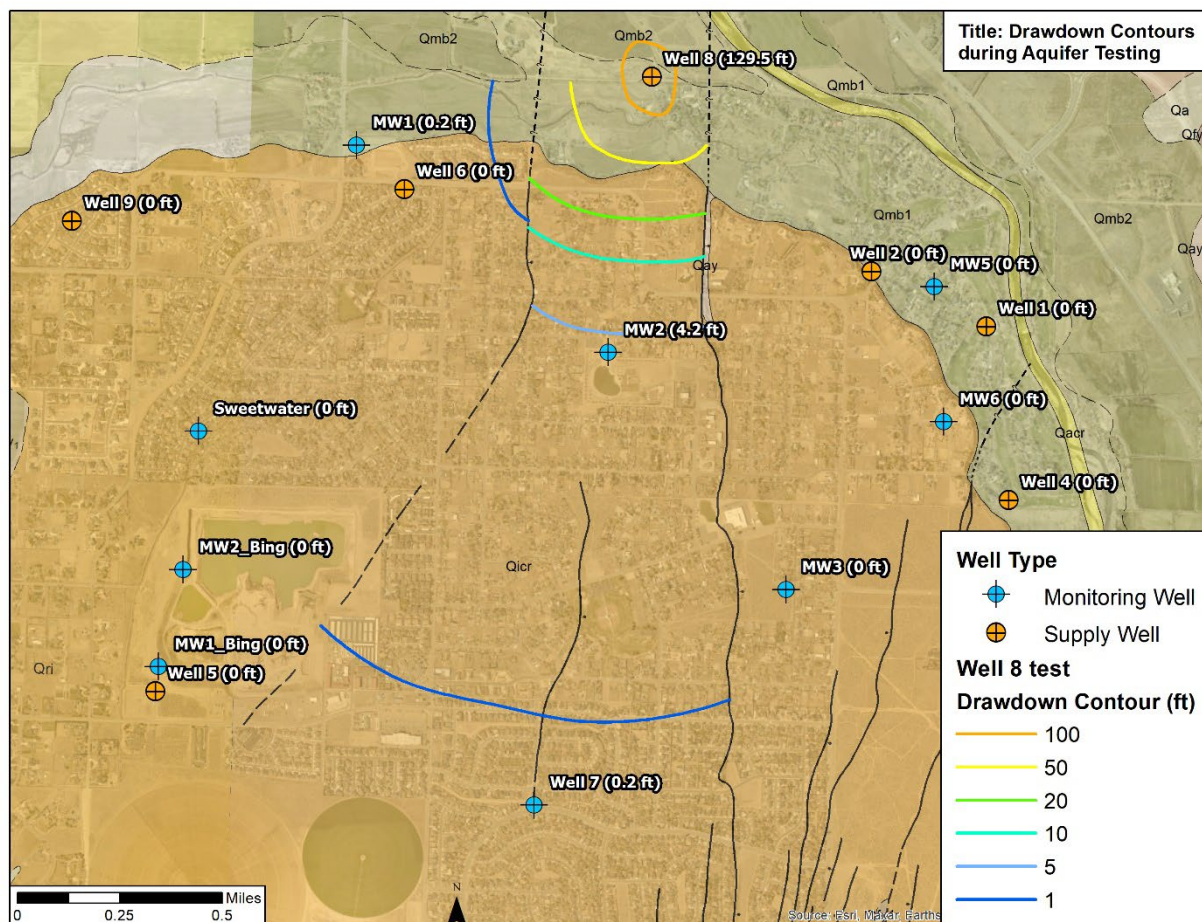 Title: Drawdown Contours
during Aquifer Testing
Qmb2
Qmb2
Well 8 (129.5 ft)
Qmb1
Qa
Qfy
MW1 (0.2 ft)
Well 6 (0 ft)
Well 9 (0 ft)
Qmb1
Qmb2
Qay
Well 2 (0 ft)
MW5 (0 ft)
Qay
Well 1 (0 ft)
MW2 (4.2 ft)
Sweetwater (0 ft)
MW6 (0 ft)
Qacr
Well 4 (0 ft)
MW2_Bing (0 ft)
Qicr
MW3 (0 ft)
MW1_Bing (0 ft)
Well 5 (0 ft)
Qri
Well 7 (0.2 ft)
Well Type
Monitoring Well
Supply Well
Well 8 test
Drawdown Contour (ft)
100
50
20
10
5
1
N
Miles
0 0.25 0.5
Source: Esri, Maxar, Earths